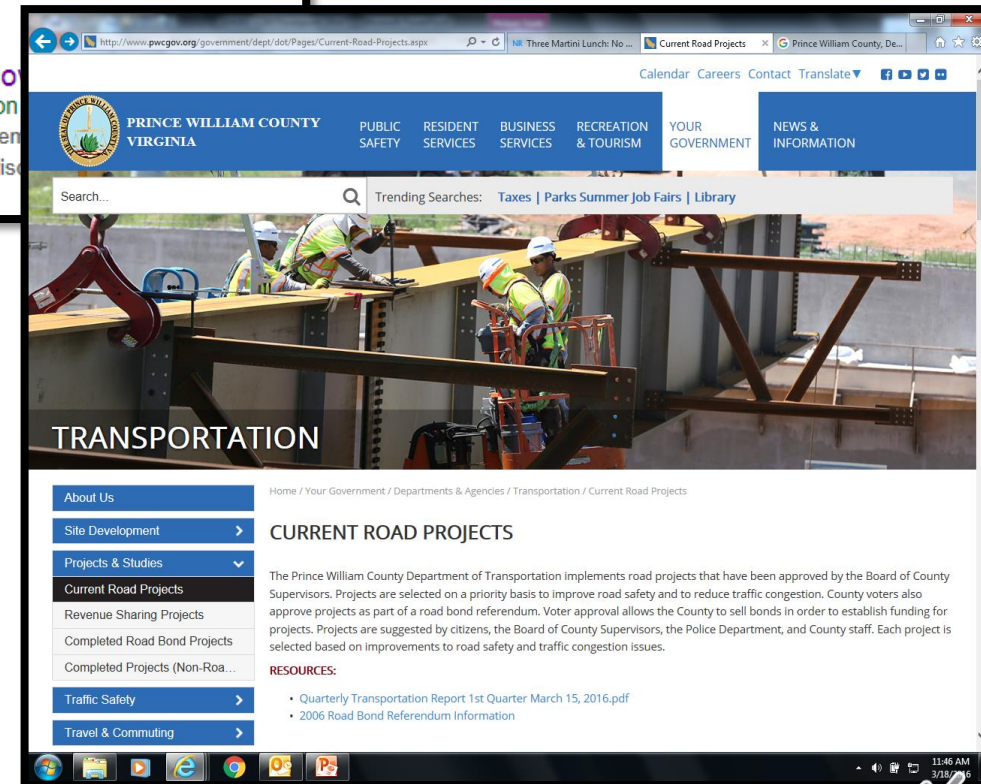 http://www.pwcgov.org/government/dept/dot/Pages/Current-Road-Projects.aspx
NR Three Martini Lunch: No ...
Current Road Projects
Prince William County, De...
Calendar Careers Contact Translate▼
PRINCE WILLIAM COUNTY
VIRGINIA
PUBLIC SAFETY
RESIDENT SERVICES
BUSINESS SERVICES
RECREATION & TOURISM
YOUR GOVERNMENT
NEWS & INFORMATION
Search...
Trending Searches: Taxes | Parks Summer Job Fairs | Library
TRANSPORTATION
Home / Your Government / Departments & Agencies / Transportation / Current Road Projects
About Us
Site Development
Projects & Studies
Current Road Projects
Revenue Sharing Projects
Completed Road Bond Projects
Completed Projects (Non-Roa...
Traffic Safety
Travel & Commuting
CURRENT ROAD PROJECTS
The Prince William County Department of Transportation implements road projects that have been approved by the Board of County
Supervisors. Projects are selected on a priority basis to improve road safety and to reduce traffic congestion. County voters also
approve projects as part of a road bond referendum. Voter approval allows the County to sell bonds in order to establish funding for
projects. Projects are suggested by citizens, the Board of County Supervisors, the Police Department, and County staff. Each project is
selected based on improvements to road safety and traffic congestion issues.
RESOURCES:
• Quarterly Transportation Report 1st Quarter March 15, 2016.pdf
• 2006 Road Bond Referendum Information
11:46 AM